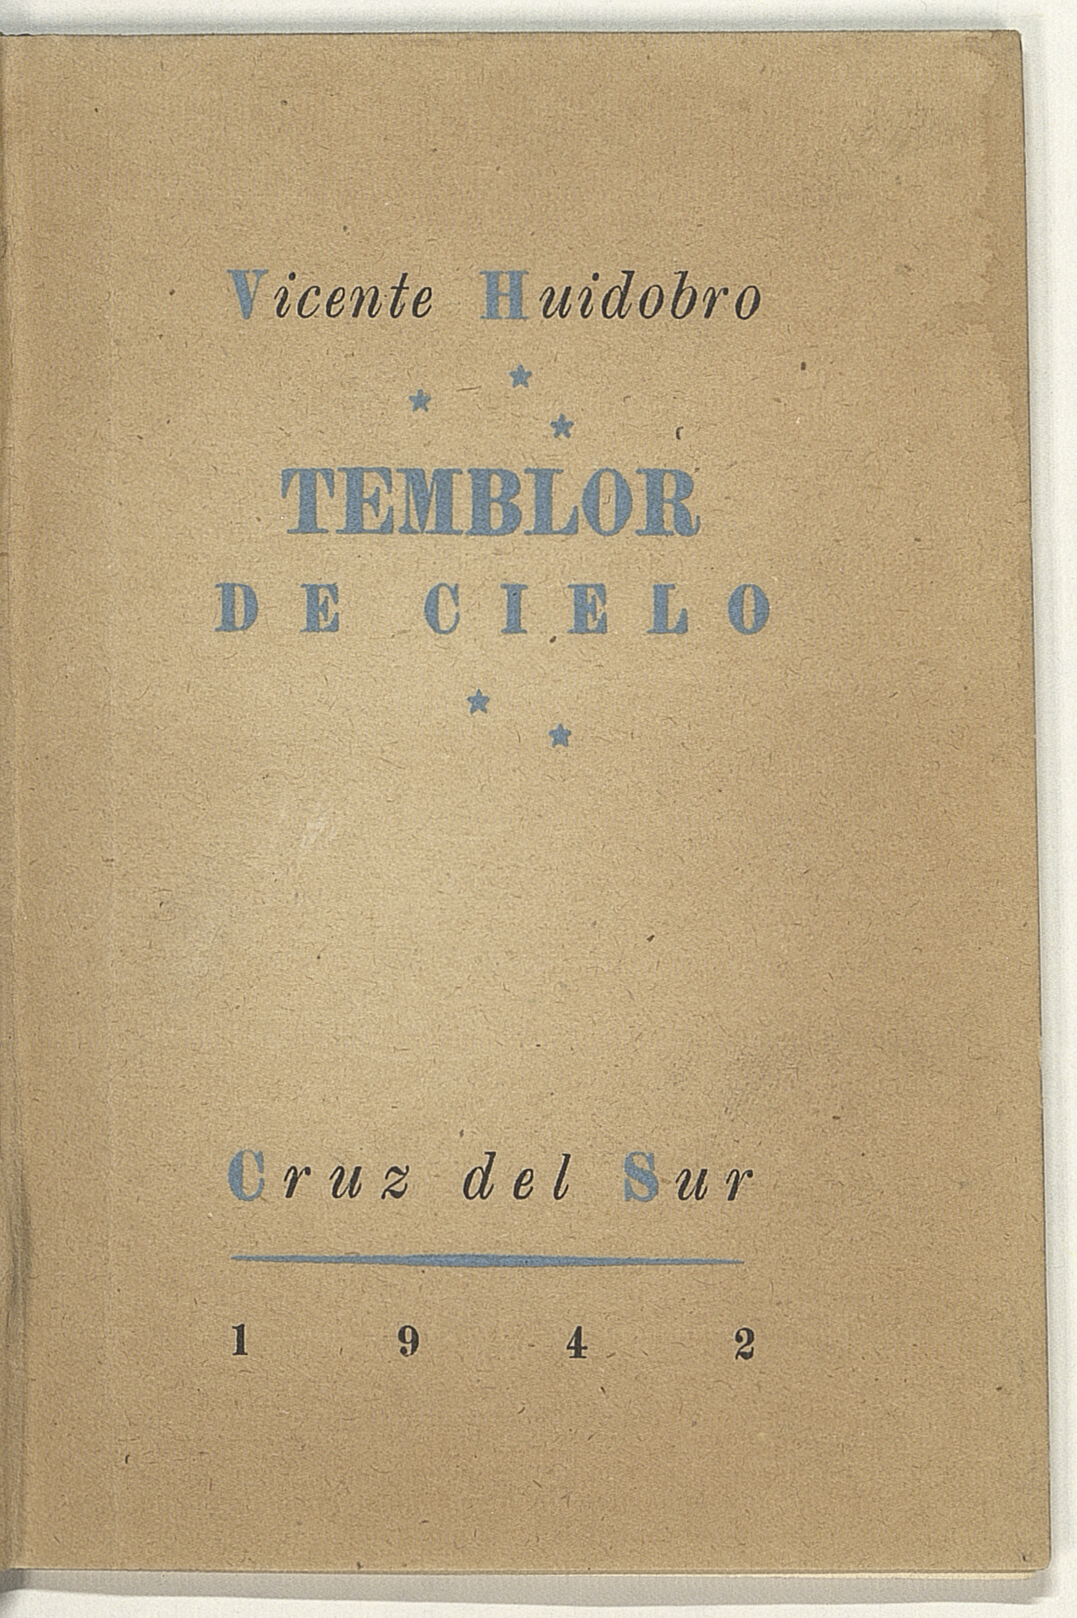 Vicente Huidobro
TEMBLOR
DE CIELO
Cruz del Sur
1942